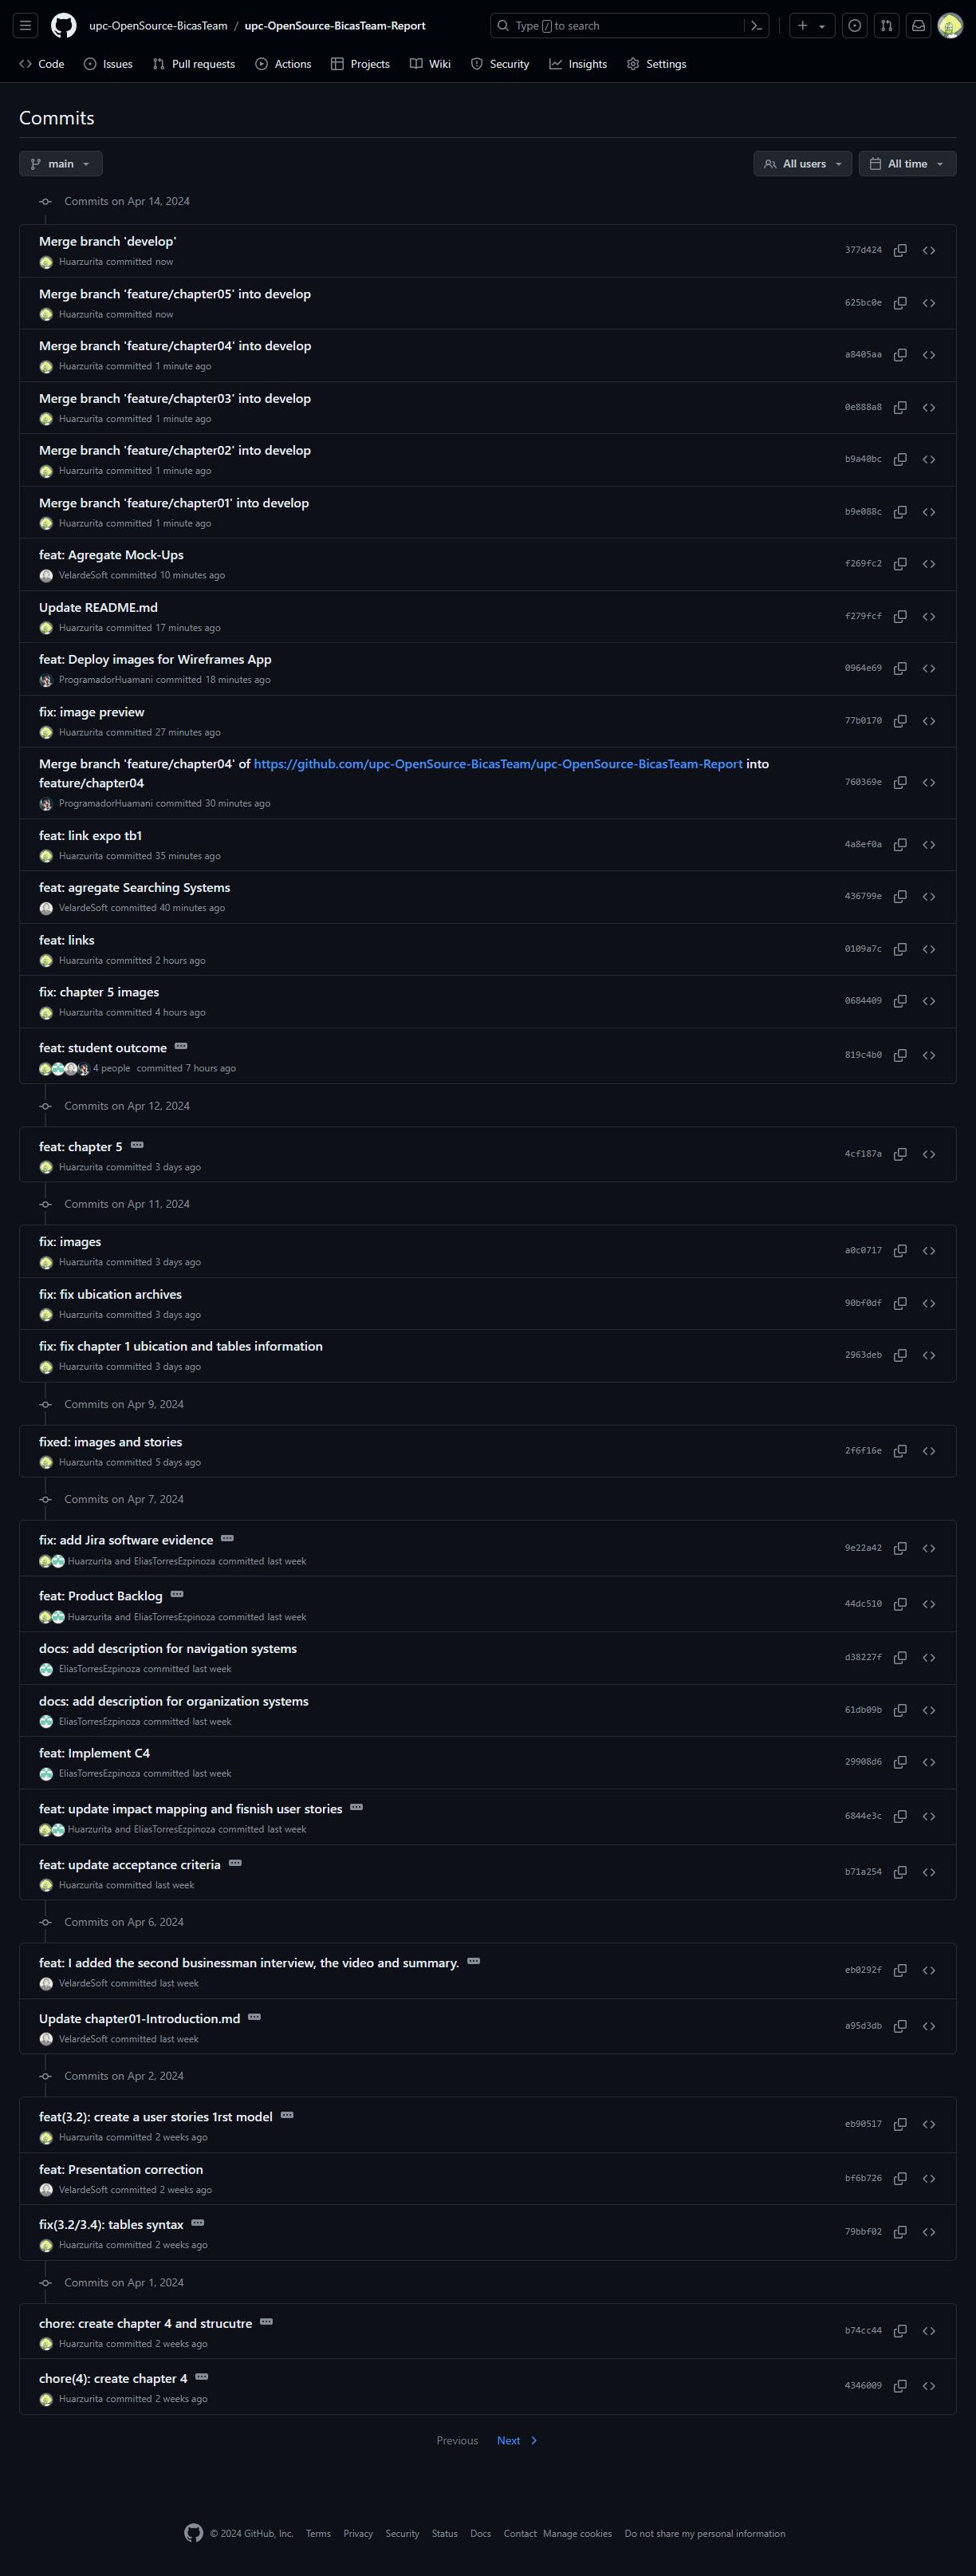 upc-OpenSource-BicasTeam / upc-OpenSource-BicasTeam-Report
Type / to search
Code Issues Pull requests Actions Projects Wiki Security Insights Settings
Commits
main All users All time
Commits on Apr 14, 2024
Merge branch 'develop'
Huarzurita committed now
377d424
Merge branch 'feature/chapter05' into develop
Huarzurita committed now
625bc0e
Merge branch 'feature/chapter04' into develop
Huarzurita committed 1 minute ago
a8405aa
Merge branch 'feature/chapter03' into develop
Huarzurita committed 1 minute ago
0e888a8
Merge branch 'feature/chapter02' into develop
Huarzurita committed 1 minute ago
b9a40bc
Merge branch 'feature/chapter01' into develop
Huarzurita committed 1 minute ago
b9e088c
feat: Agregate Mock-Ups
VelardeSoft committed 10 minutes ago
f269fc2
Update README.md
Huarzurita committed 17 minutes ago
f279fcf
feat: Deploy images for Wireframes App
ProgramadorHuamani committed 18 minutes ago
0964e69
fix: image preview
Huarzurita committed 27 minutes ago
77b0170
Merge branch 'feature/chapter04' of https://github.com/upc-OpenSource-BicasTeam/upc-OpenSource-BicasTeam-Report into
feature/chapter04
ProgramadorHuamani committed 30 minutes ago
760369e
feat: link expo tb1
Huarzurita committed 35 minutes ago
4a8ef0a
feat: agregate Searching Systems
VelardeSoft committed 40 minutes ago
436799e
feat: links
Huarzurita committed 2 hours ago
0109a7c
fix: chapter 5 images
Huarzurita committed 4 hours ago
0684409
feat: student outcome
4 people committed 7 hours ago
819c4b0
Commits on Apr 12, 2024
feat: chapter 5
Huarzurita committed 3 days ago
4cf187a
Commits on Apr 11, 2024
fix: images
Huarzurita committed 3 days ago
a0c0717
fix: fix ubication archives
Huarzurita committed 3 days ago
90bf0df
fix: fix chapter 1 ubication and tables information
Huarzurita committed 3 days ago
2963deb
Commits on Apr 9, 2024
fixed: images and stories
Huarzurita committed 5 days ago
2f6f16e
Commits on Apr 7, 2024
fix: add Jira software evidence
Huarzurita and EliasTorresEzpinoza committed last week
9e22a42
feat: Product Backlog
Huarzurita and EliasTorresEzpinoza committed last week
44dc510
docs: add description for navigation systems
EliasTorresEzpinoza committed last week
d38227f
docs: add description for organization systems
EliasTorresEzpinoza committed last week
61db09b
feat: Implement C4
EliasTorresEzpinoza committed last week
29908d6
feat: update impact mapping and fisnish user stories
Huarzurita and EliasTorresEzpinoza committed last week
6844e3c
feat: update acceptance criteria
Huarzurita committed last week
b71a254
Commits on Apr 6, 2024
feat: I added the second businessman interview, the video and summary.
VelardeSoft committed last week
eb0292f
Update chapter01-Introduction.md
VelardeSoft committed last week
a95d3db
Commits on Apr 2, 2024
feat(3.2): create a user stories 1rst model
Huarzurita committed 2 weeks ago
eb90517
feat: Presentation correction
VelardeSoft committed 2 weeks ago
bf6b726
fix(3.2/3.4): tables syntax
Huarzurita committed 2 weeks ago
79bbf02
Commits on Apr 1, 2024
chore: create chapter 4 and strucutre
Huarzurita committed 2 weeks ago
b74cc44
chore(4): create chapter 4
Huarzurita committed 2 weeks ago
4346009
Previous Next
© 2024 GitHub, Inc. Terms Privacy Security Status Docs Contact Manage cookies Do not share my personal information